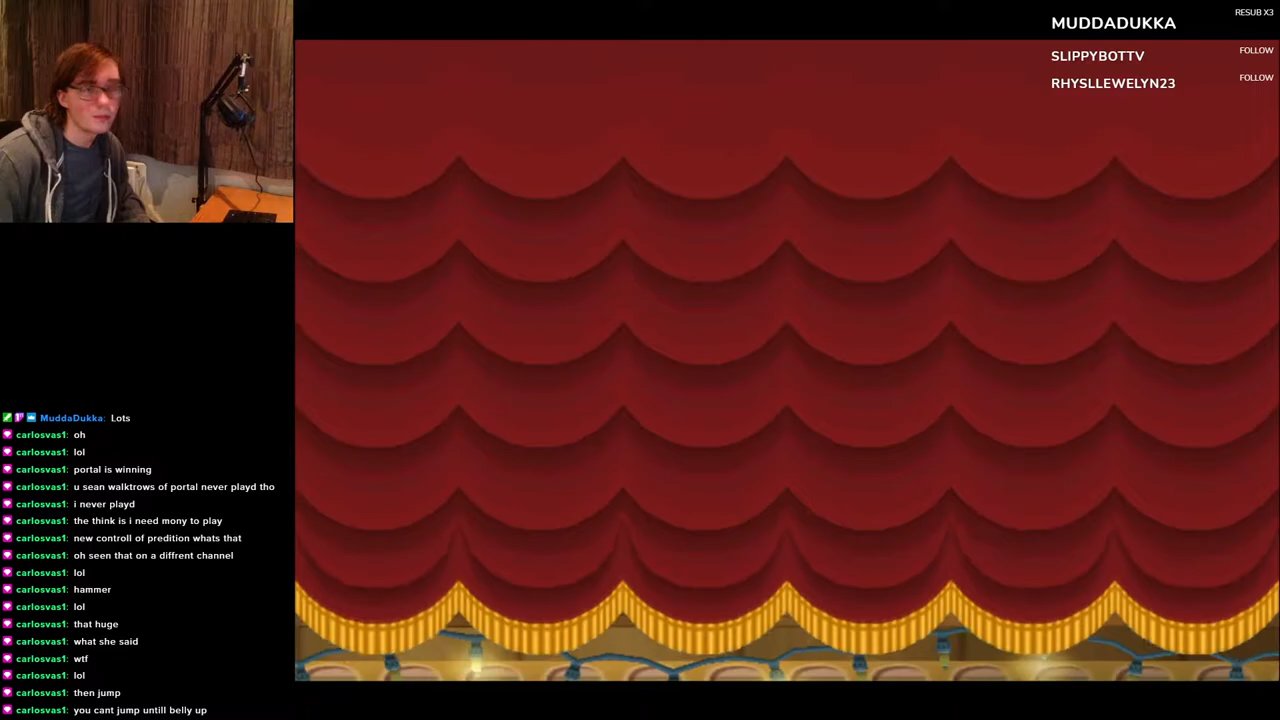 RESUB X3
MUDDADUKKA
SLIPPYBOTTV FOLLOW
RHYSLLEWELYN23 FOLLOW
MuddaDukka: Lots
carlosvas1: oh
carlosvas1: lol
carlosvas1: portal is winning
carlosvas1: u sean walktrows of portal never playd tho
carlosvas1: i never playd
carlosvas1: the think is i need mony to play
carlosvas1: new controll of predition whats that
carlosvas1: oh seen that on a diffrent channel
carlosvas1: lol
carlosvas1: hammer
carlosvas1: lol
carlosvas1: that huge
carlosvas1: what she said
carlosvas1: wtf
carlosvas1: lol
carlosvas1: then jump
carlosvas1: you cant jump untill belly up